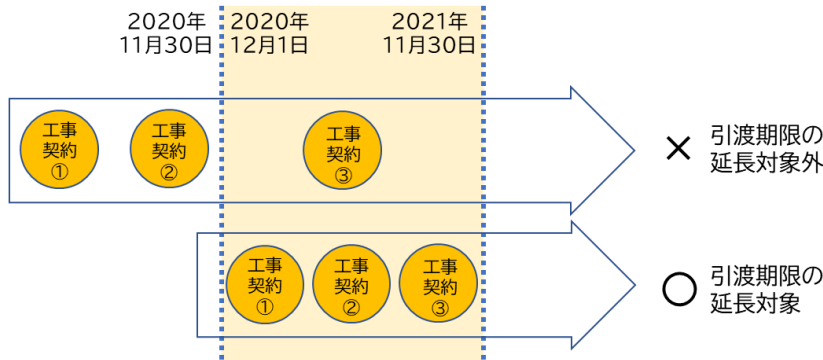 2020年
11月30日
2020年
12月1日
2021年
11月30日
工事
契約
①
工事
契約
②
工事
契約
③
×
引渡期限の
延長対象外
工事
契約
①
工事
契約
②
工事
契約
③
○
引渡期限の
延長対象